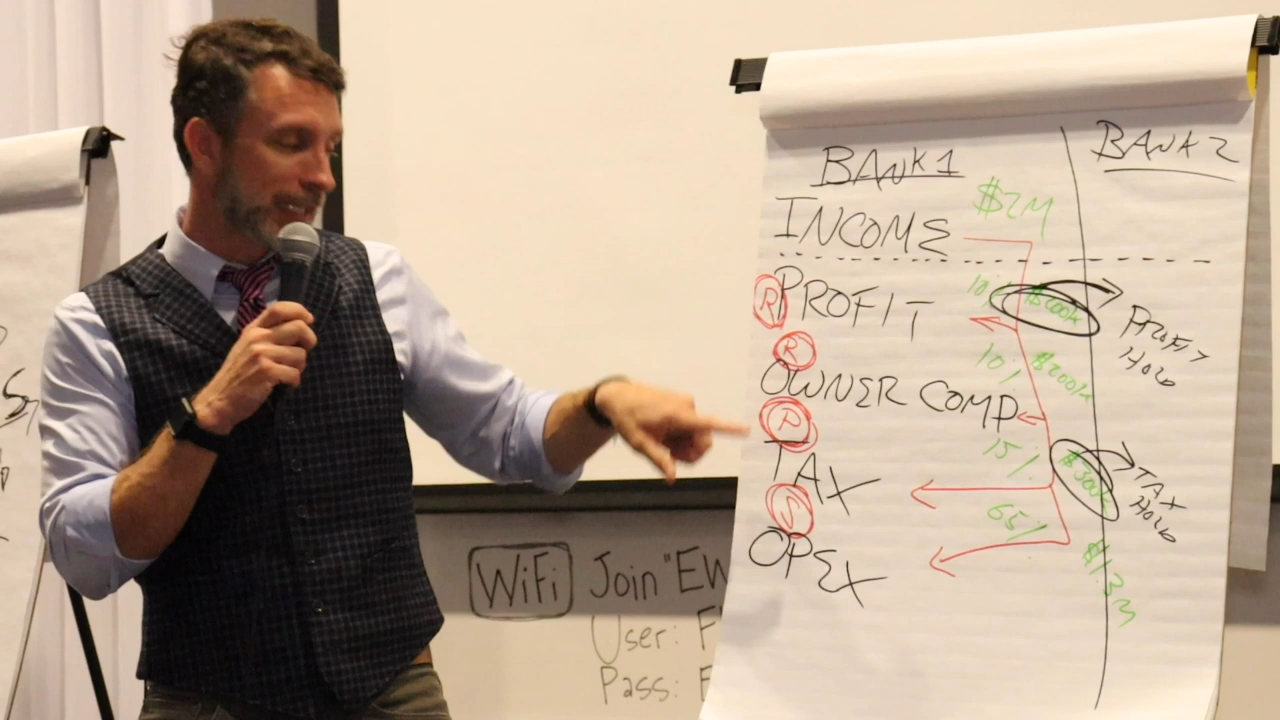 BANK 1
BANK 2
INCOME $2M
R PROFIT 10% $200K
PROFIT HOLD
R
OWNER COMP 10% $200K
P
TAX 15% $300K
TAX HOLD
S
OPEX 65% $1.3M
WiFi Join "EW
User: F
Pass: